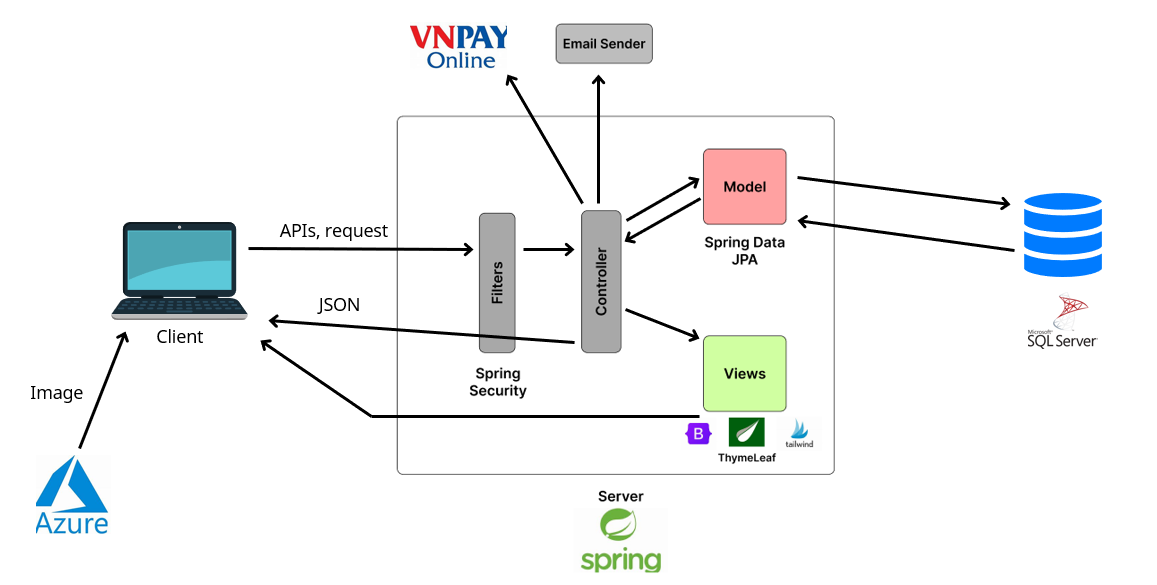 VNPAY
Online
Email Sender
Model
Spring Data
JPA
APIs, request
Filters
Controller
JSON
Client
Spring
Security
Views
B
ThymeLeaf
tailwind
Microsoft
SQL Server
Image
Azure
Server
spring